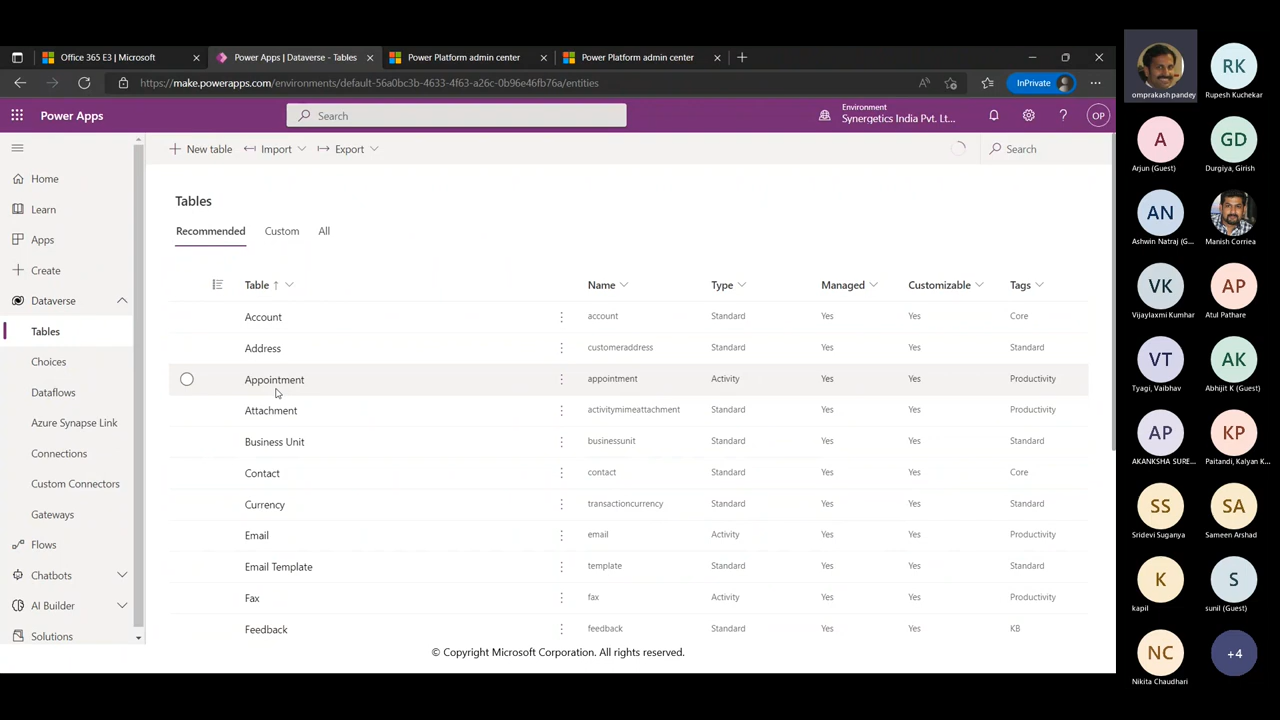 Office 365 E3 | Microsoft
Power Apps | Dataverse - Tables
Power Platform admin center
Power Platform admin center
https://make.powerapps.com/environments/default-56a0bc3b-4633-4f63-a26c-0b96e46fb76a/entities
InPrivate
Power Apps
Search
Environment
Synergetics India Pvt. Lt...
OP
New table
Import
Export
Search
Home
Learn
Apps
Create
Dataverse
Tables
Choices
Dataflows
Azure Synapse Link
Connections
Custom Connectors
Gateways
Flows
Chatbots
AI Builder
Solutions
Tables
Recommended Custom All
Table ↑ Name Type Managed Customizable Tags
Account account Standard Yes Yes Core
Address customeraddress Standard Yes Yes Standard
Appointment appointment Activity Yes Yes Productivity
Attachment activitymimeattachment Standard Yes Yes Productivity
Business Unit businessunit Standard Yes Yes Standard
Contact contact Standard Yes Yes Core
Currency transactioncurrency Standard Yes Yes Standard
Email email Activity Yes Yes Productivity
Email Template template Standard Yes Yes Standard
Fax fax Activity Yes Yes Productivity
Feedback feedback Standard Yes Yes KB
© Copyright Microsoft Corporation. All rights reserved.
omprakash pandey
RK
Rupesh Kuchekar
A
Arjun (Guest)
GD
Durgiya, Girish
AN
Ashwin Natraj (G...
Manish Corriea
VK
Vijaylaxmi Kumhar
AP
Atul Pathare
VT
Tyagi, Vaibhav
AK
Abhijit K (Guest)
AP
AKANKSHA SURE...
KP
Paitandi, Kalyan K...
SS
Sridevi Suganya
SA
Sameen Arshad
K
kapil
S
sunil (Guest)
NC
Nikita Chaudhari
+4